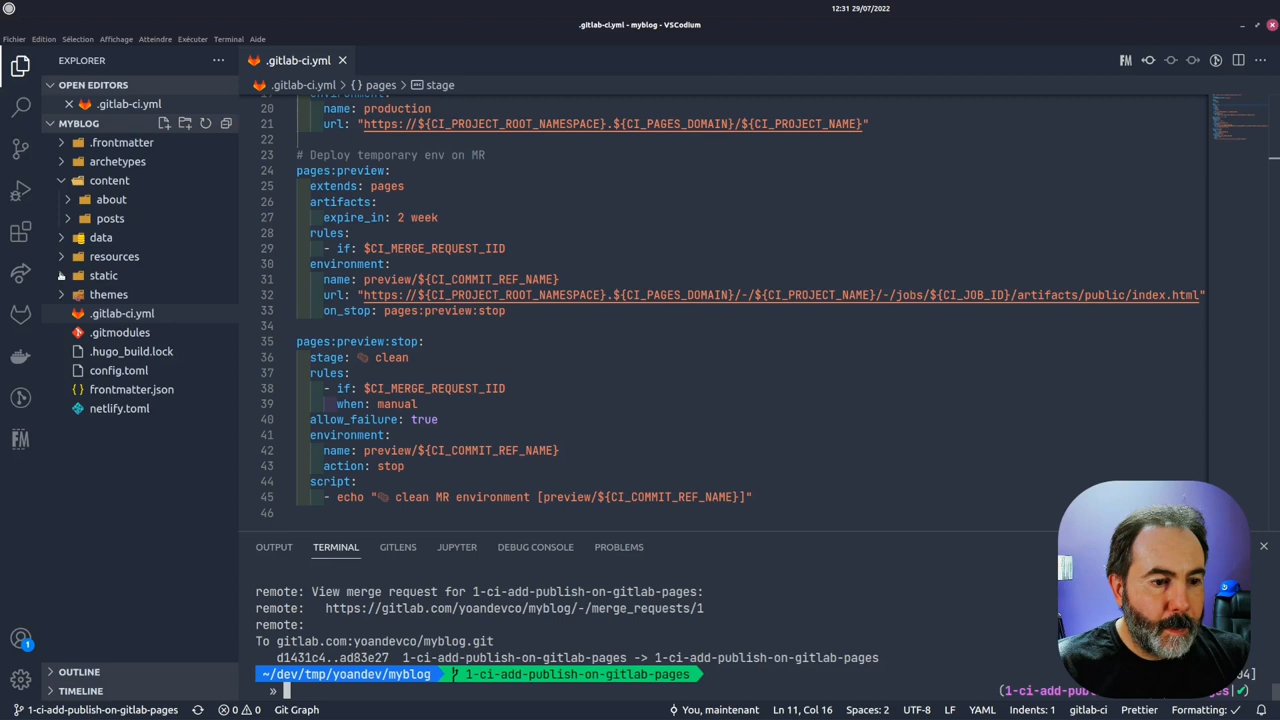 12:31 29/07/2022
.gitlab-ci.yml - myblog - VSCodium
Fichier Edition Sélection Affichage Atteindre Exécuter Terminal Aide
EXPLORER
.gitlab-ci.yml
OPEN EDITORS
.gitlab-ci.yml > {} pages > stage
.gitlab-ci.yml
MYBLOG
.frontmatter
archetypes
content
about
posts
data
resources
static
themes
.gitlab-ci.yml
.gitmodules
.hugo_build.lock
config.toml
frontmatter.json
netlify.toml
OUTLINE
TIMELINE
20 name: production
21 url: "https://${CI_PROJECT_ROOT_NAMESPACE}.${CI_PAGES_DOMAIN}/${CI_PROJECT_NAME}"
22
23 # Deploy temporary env on MR
24 pages:preview:
25 extends: pages
26 artifacts:
27 expire_in: 2 week
28 rules:
29 - if: $CI_MERGE_REQUEST_IID
30 environment:
31 name: preview/${CI_COMMIT_REF_NAME}
32 url: "https://${CI_PROJECT_ROOT_NAMESPACE}.${CI_PAGES_DOMAIN}/-/${CI_PROJECT_NAME}/-/jobs/${CI_JOB_ID}/artifacts/public/index.html"
33 on_stop: pages:preview:stop
34
35 pages:preview:stop:
36 stage: clean
37 rules:
38 - if: $CI_MERGE_REQUEST_IID
39 when: manual
40 allow_failure: true
41 environment:
42 name: preview/${CI_COMMIT_REF_NAME}
43 action: stop
44 script:
45 - echo " clean MR environment [preview/${CI_COMMIT_REF_NAME}]"
46
OUTPUT TERMINAL GITLENS JUPYTER DEBUG CONSOLE PROBLEMS
remote: View merge request for 1-ci-add-publish-on-gitlab-pages:
remote: https://gitlab.com/yoandevco/myblog/-/merge_requests/1
remote:
To gitlab.com:yoandevco/myblog.git
d1431c4..ad83e27 1-ci-add-publish-on-gitlab-pages -> 1-ci-add-publish-on-gitlab-pages
~/dev/tmp/yoandev/myblog 1-ci-add-publish-on-gitlab-pages
»
1-ci-add-publish-on-gitlab-pages 0 0 Git Graph You, maintenant Ln 11, Col 16 Spaces: 2 UTF-8 LF YAML Indents: 1 gitlab-ci Prettier Formatting: ✓